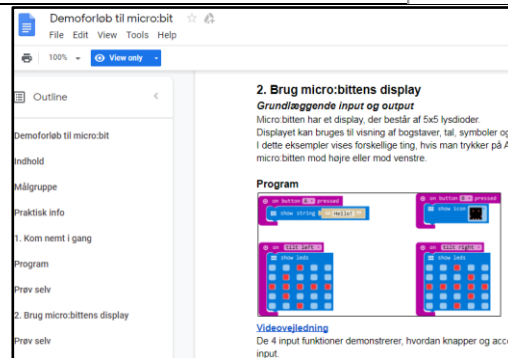 Demoforløb til micro:bit
File Edit View Tools Help
100% View only
Outline
Demoforløb til micro:bit
Indhold
Målgruppe
Praktisk info
1. Kom nemt i gang
Program
Prøv selv
2. Brug micro:bittens display
Prøv selv
2. Brug micro:bittens display
Grundlæggende input og output
Micro:bitten har et display, der består af 5x5 lysdioder.
Displayet kan bruges til visning af bogstaver, tal, symboler og
I dette eksempler vises forskellige ting, hvis man trykker på A
micro:bitten mod højre eller mod venstre.
Program
on button pressed
show string Hello!
on button pressed
show icon
on tilt left
show leds
on tilt right
show leds
Videovejledning
De 4 input funktioner demonstrerer, hvordan knapper og acc
input.